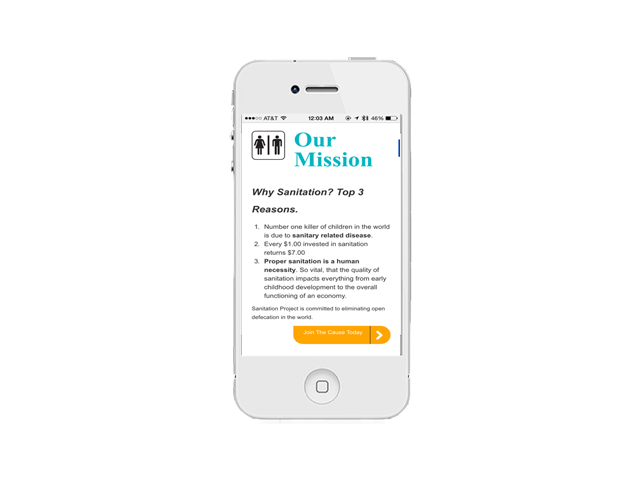 AT&T 12:03 AM 46%
Our
Mission
Why Sanitation? Top 3
Reasons.
1. Number one killer of children in the world
is due to sanitary related disease.
2. Every $1.00 invested in sanitation
returns $7.00
3. Proper sanitation is a human
necessity. So vital, that the quality of
sanitation impacts everything from early
childhood development to the overall
functioning of an economy.
Sanitation Project is committed to eliminating open
defecation in the world.
Join The Cause Today